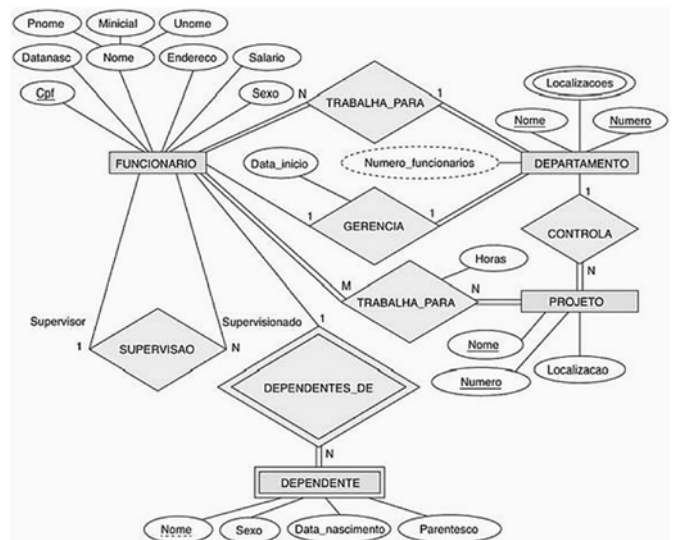 Pnome Minicial Unome
Datanasc Nome Endereco Salario
Cpf Sexo
N TRABALHA_PARA 1
Localizacoes
Nome Numero
FUNCIONARIO
Data_inicio Numero_funcionarios DEPARTAMENTO
1 GERENCIA 1
1
CONTROLA
N
Horas
M TRABALHA_PARA N PROJETO
Supervisor Supervisionado
1 SUPERVISAO N
1
Nome
Numero Localizacao
DEPENDENTES_DE
N
DEPENDENTE
Nome Sexo Data_nascimento Parentesco